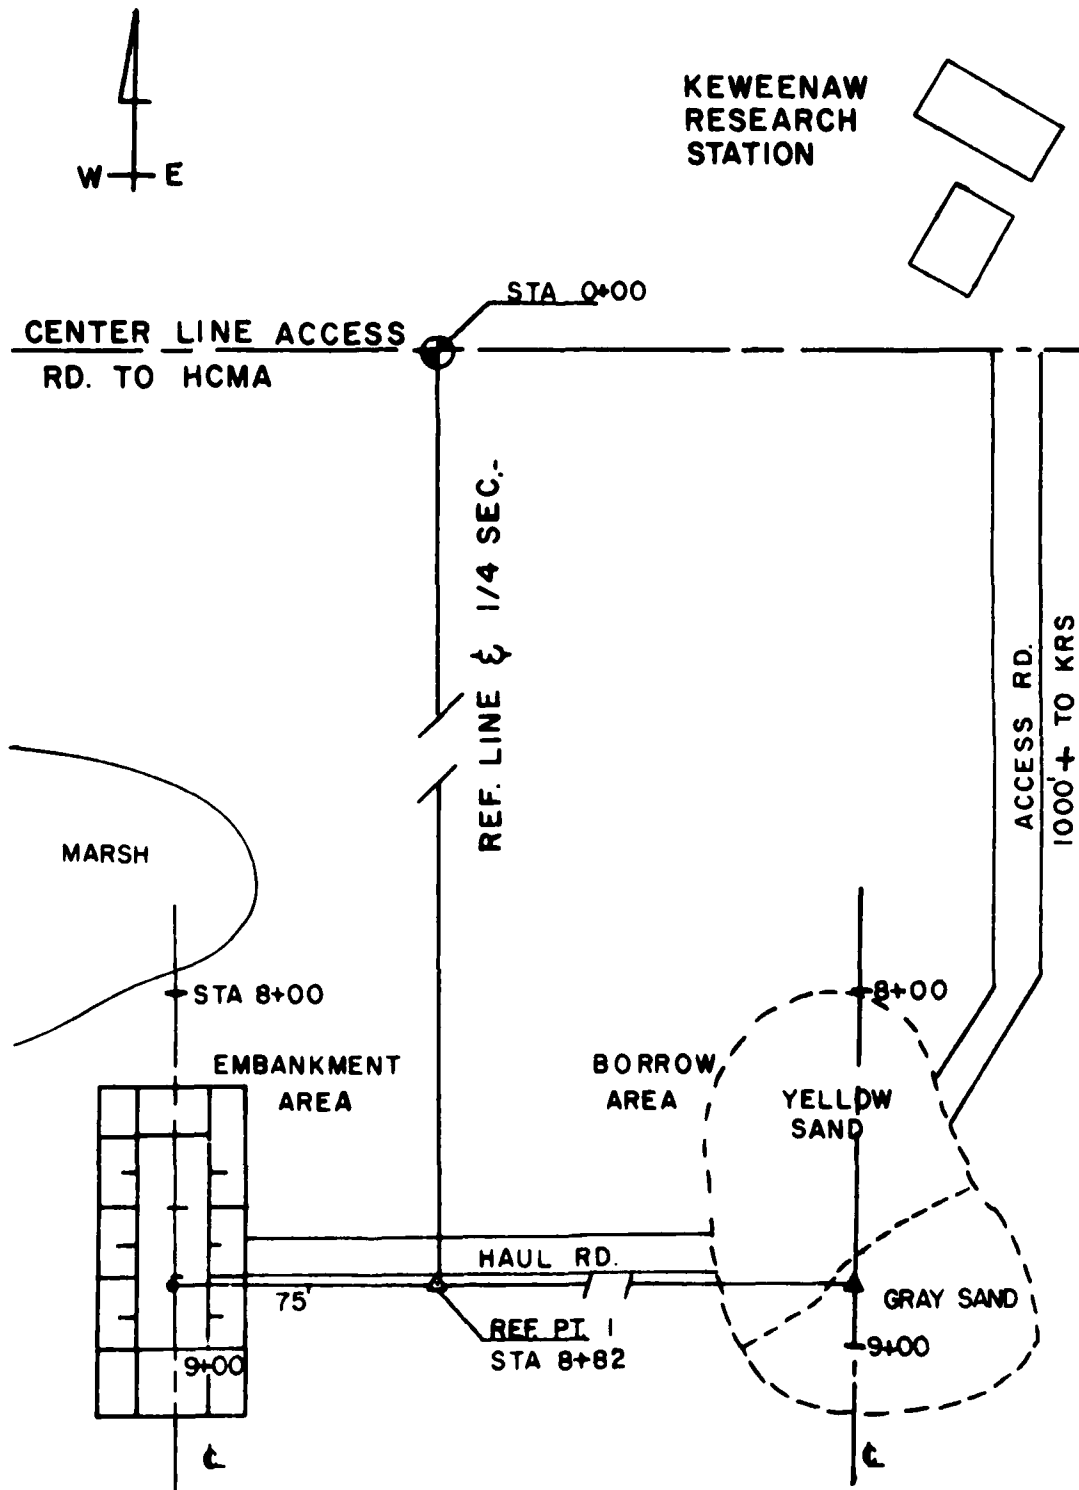 KEWEENAW
RESEARCH
STATION
W E
STA 0+00
CENTER LINE ACCESS
RD. TO HCMA
REF. LINE & 1/4 SEC.-
ACCESS RD.
1000'+ TO KRS
MARSH
STA 8+00
8+00
EMBANKMENT
AREA
BORROW
AREA
YELLOW
SAND
HAUL RD.
75'
GRAY SAND
REF. PT. 1
STA 8+82
9+00
9+00
℄
℄